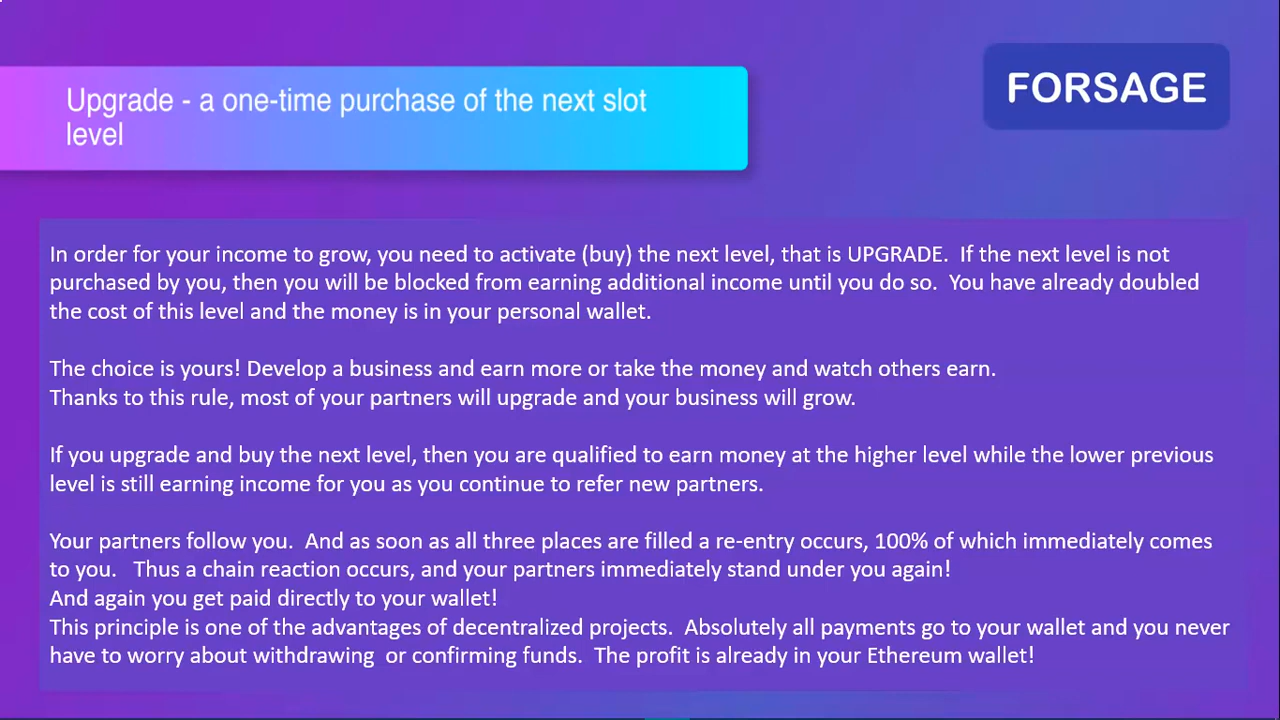 FORSAGE
Upgrade - a one-time purchase of the next slot
level
In order for your income to grow, you need to activate (buy) the next level, that is UPGRADE.  If the next level is not
purchased by you, then you will be blocked from earning additional income until you do so.  You have already doubled
the cost of this level and the money is in your personal wallet.
The choice is yours! Develop a business and earn more or take the money and watch others earn.
Thanks to this rule, most of your partners will upgrade and your business will grow.
If you upgrade and buy the next level, then you are qualified to earn money at the higher level while the lower previous
level is still earning income for you as you continue to refer new partners.
Your partners follow you.  And as soon as all three places are filled a re-entry occurs, 100% of which immediately comes
to you.   Thus a chain reaction occurs, and your partners immediately stand under you again!
And again you get paid directly to your wallet!
This principle is one of the advantages of decentralized projects.  Absolutely all payments go to your wallet and you never
have to worry about withdrawing  or confirming funds.  The profit is already in your Ethereum wallet!